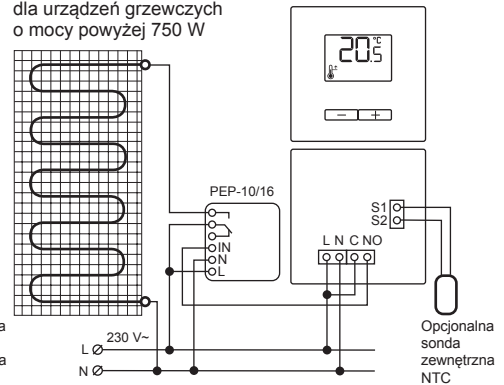 dla urządzeń grzewczych
o mocy powyżej 750 W
20.5
°C
− +
PEP-10/16
IN
N
L
S1
S2
L N C NO
230 V~
L
N
Opcjonalna
sonda
zewnętrzna
NTC